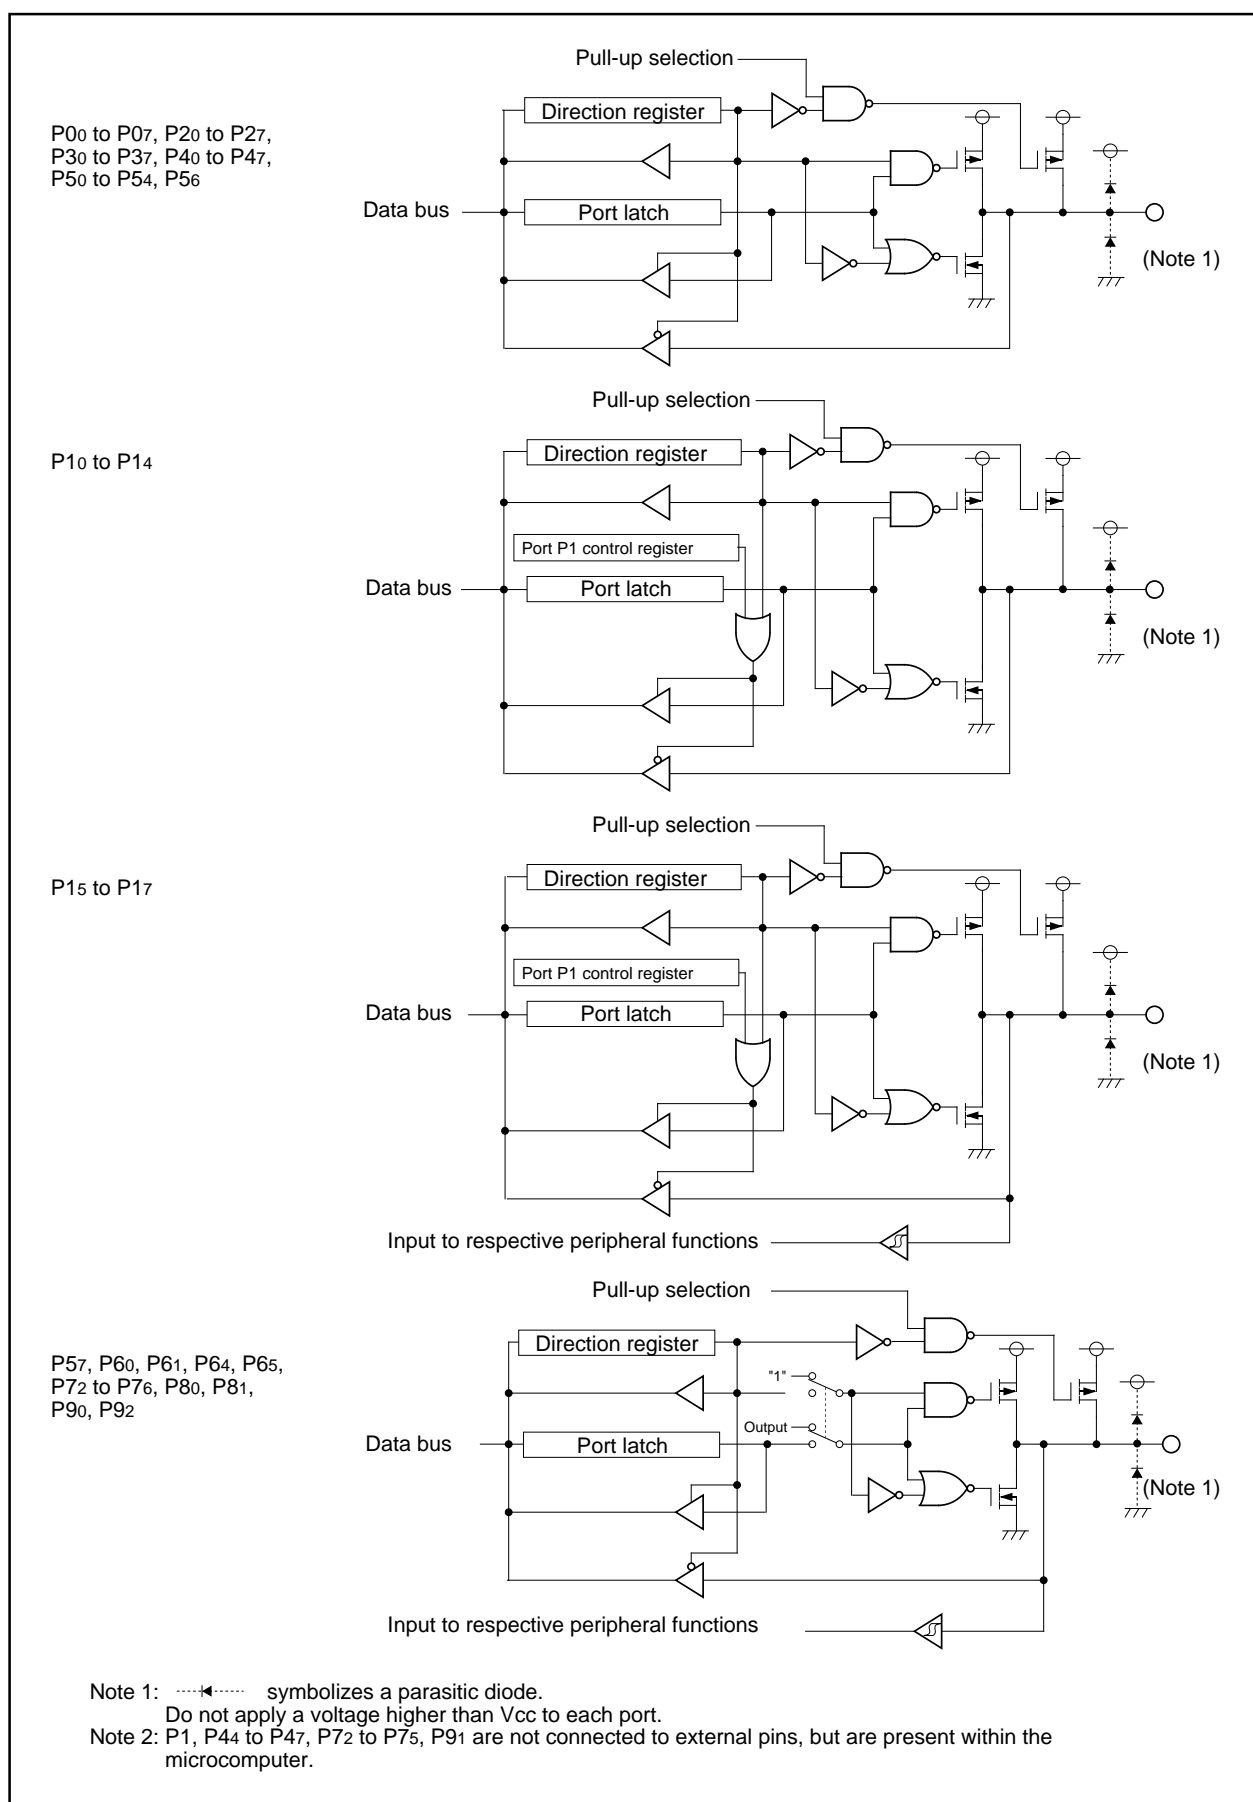 Pull-up selection
Direction register
P00 to P07, P20 to P27,
P30 to P37, P40 to P47,
P50 to P54, P56
Data bus
Port latch
(Note 1)
Pull-up selection
Direction register
P10 to P14
Port P1 control register
Data bus
Port latch
(Note 1)
Pull-up selection
Direction register
P15 to P17
Port P1 control register
Data bus
Port latch
(Note 1)
Input to respective peripheral functions
Pull-up selection
Direction register
P57, P60, P61, P64, P65,
P72 to P76, P80, P81,
P90, P92
"1"
Output
Data bus
Port latch
(Note 1)
Input to respective peripheral functions
Note 1: symbolizes a parasitic diode.
Do not apply a voltage higher than Vcc to each port.
Note 2: P1, P44 to P47, P72 to P75, P91 are not connected to external pins, but are present within the
microcomputer.